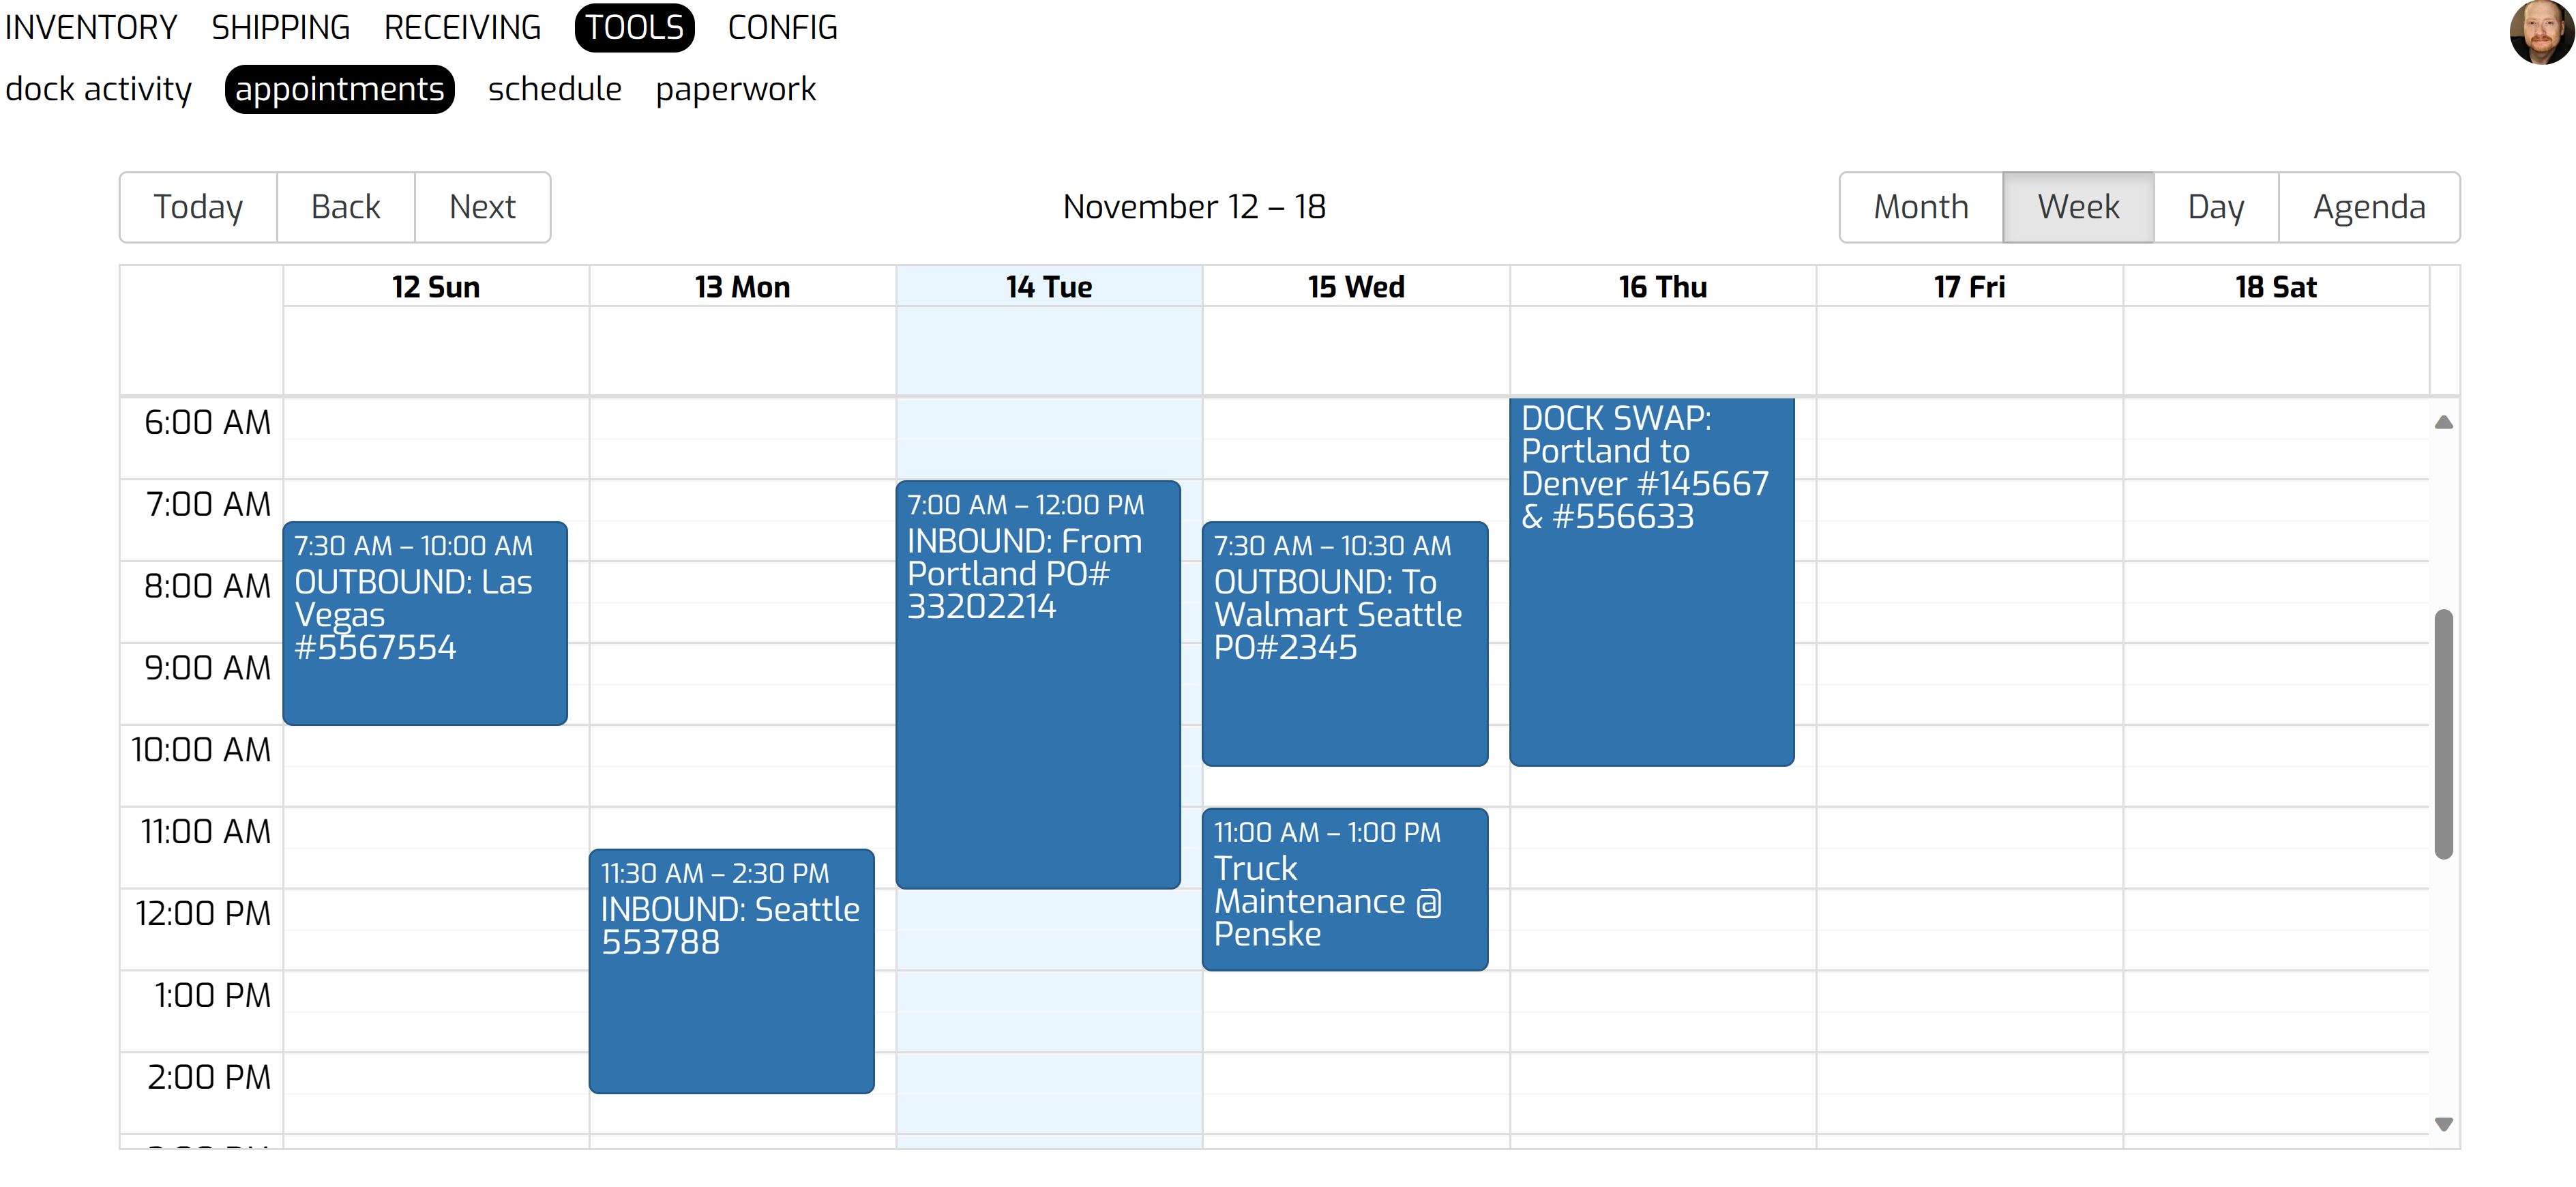 INVENTORY SHIPPING RECEIVING TOOLS CONFIG
dock activity appointments schedule paperwork
Today Back Next
November 12 – 18
Month Week Day Agenda
12 Sun 13 Mon 14 Tue 15 Wed 16 Thu 17 Fri 18 Sat
6:00 AM
7:00 AM
8:00 AM
9:00 AM
10:00 AM
11:00 AM
12:00 PM
1:00 PM
2:00 PM
7:30 AM – 10:00 AM
OUTBOUND: Las
Vegas
#5567554
11:30 AM – 2:30 PM
INBOUND: Seattle
553788
7:00 AM – 12:00 PM
INBOUND: From
Portland PO#
33202214
7:30 AM – 10:30 AM
OUTBOUND: To
Walmart Seattle
PO#2345
11:00 AM – 1:00 PM
Truck
Maintenance @
Penske
DOCK SWAP:
Portland to
Denver #145667
& #556633